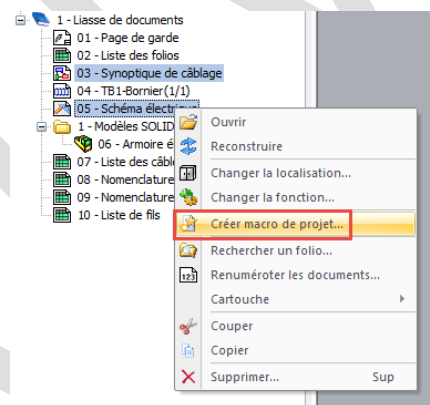 1 - Liasse de documents
01 - Page de garde
02 - Liste des folios
03 - Synoptique de câblage
04 - TB1-Bornier(1/1)
05 - Schéma électrique
1 - Modèles SOLID
06 - Armoire é
07 - Liste des câbl
08 - Nomenclature
09 - Nomenclature
10 - Liste de fils
Ouvrir
Reconstruire
Changer la localisation...
Changer la fonction...
Créer macro de projet...
Rechercher un folio...
Renuméroter les documents...
Cartouche
Couper
Copier
Supprimer... Sup